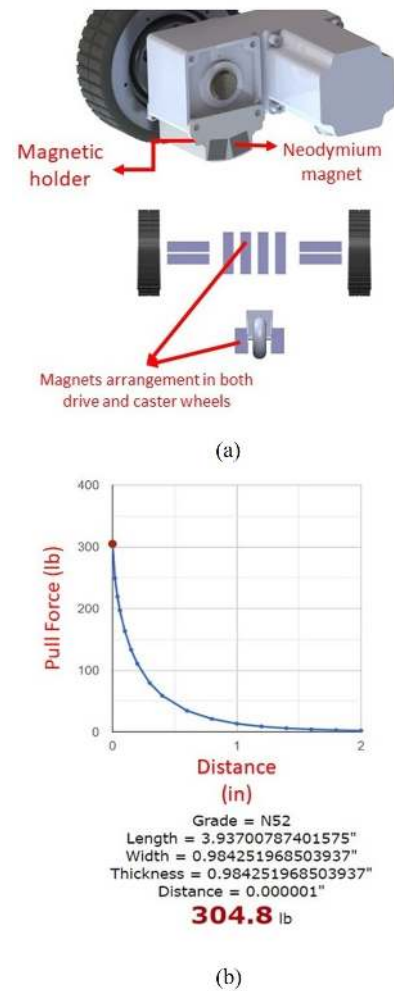 Magnetic
holder
Neodymium
magnet
Magnets arrangement in both
drive and caster wheels
(a)
400
300
200
100
0
Pull Force (lb)
0
1
2
Distance
(in)
Grade = N52
Length = 3.93700787401575"
Width = 0.984251968503937"
Thickness = 0.984251968503937"
Distance = 0.000001"
304.8 lb
(b)